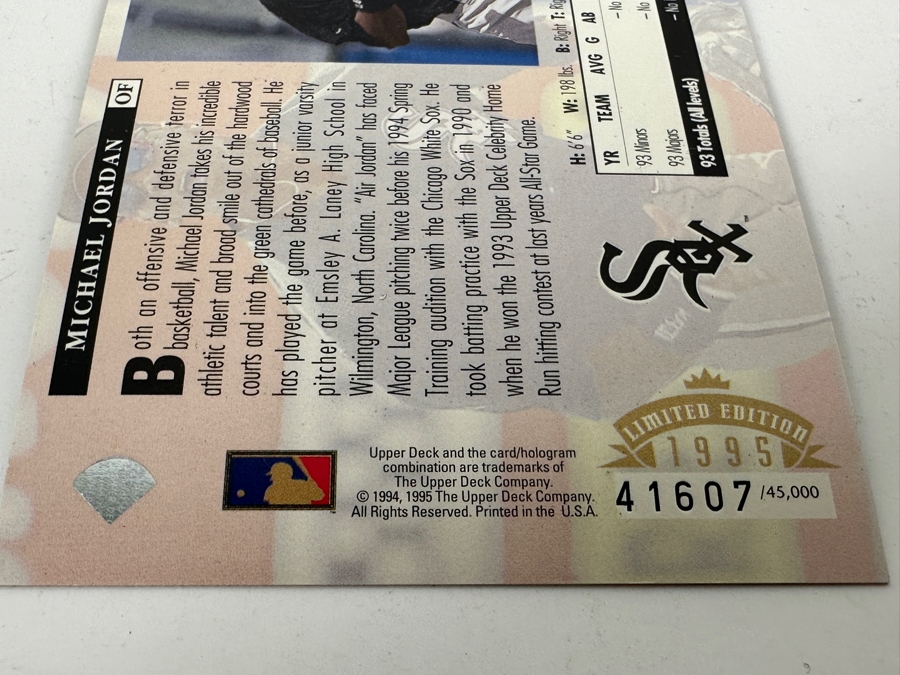 MICHAEL JORDAN OF
Both an offensive and defensive terror in
basketball, Michael Jordan takes his incredible
athletic talent and broad smile out of the hardwood
courts and into the green cathedrals of baseball. He
has played the game before, as a junior varsity
pitcher at Emsley A. Laney High School in
Wilmington, North Carolina. "Air Jordan" has faced
Major League pitching twice before his 1994 Spring
Training audition with the Chicago White Sox. He
took batting practice with the Sox in 1990 and
when he won the 1993 Upper Deck Celebrity Home
Run hitting contest at last years All-Star Game.
H: 6'6" W: 198 lbs. B: Right T:
YR TEAM AVG G AB
93 Minors – No
93 Majors – No
93 Totals (All levels) – No
Sox
TM
Upper Deck and the card/hologram
combination are trademarks of
The Upper Deck Company.
© 1994, 1995 The Upper Deck Company.
All Rights Reserved. Printed in the U.S.A.
LIMITED EDITION
1995
41607/45,000